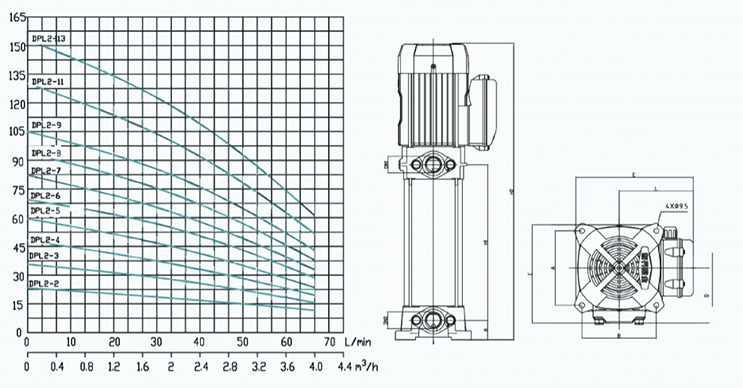 165
150
135
120
105
90
75
60
45
30
15
0
DPL2-13
DPL2-11
DPL2-9
DPL2-8
DPL2-7
DPL2-6
DPL2-5
DPL2-4
DPL2-3
DPL2-2
0 10 20 30 40 50 60 70 L/min
0 0.4 0.8 1.2 1.6 2 2.4 2.8 3.2 3.6 4.0 4.4 m³/h
E
L
4XØ9.5
A
B
D